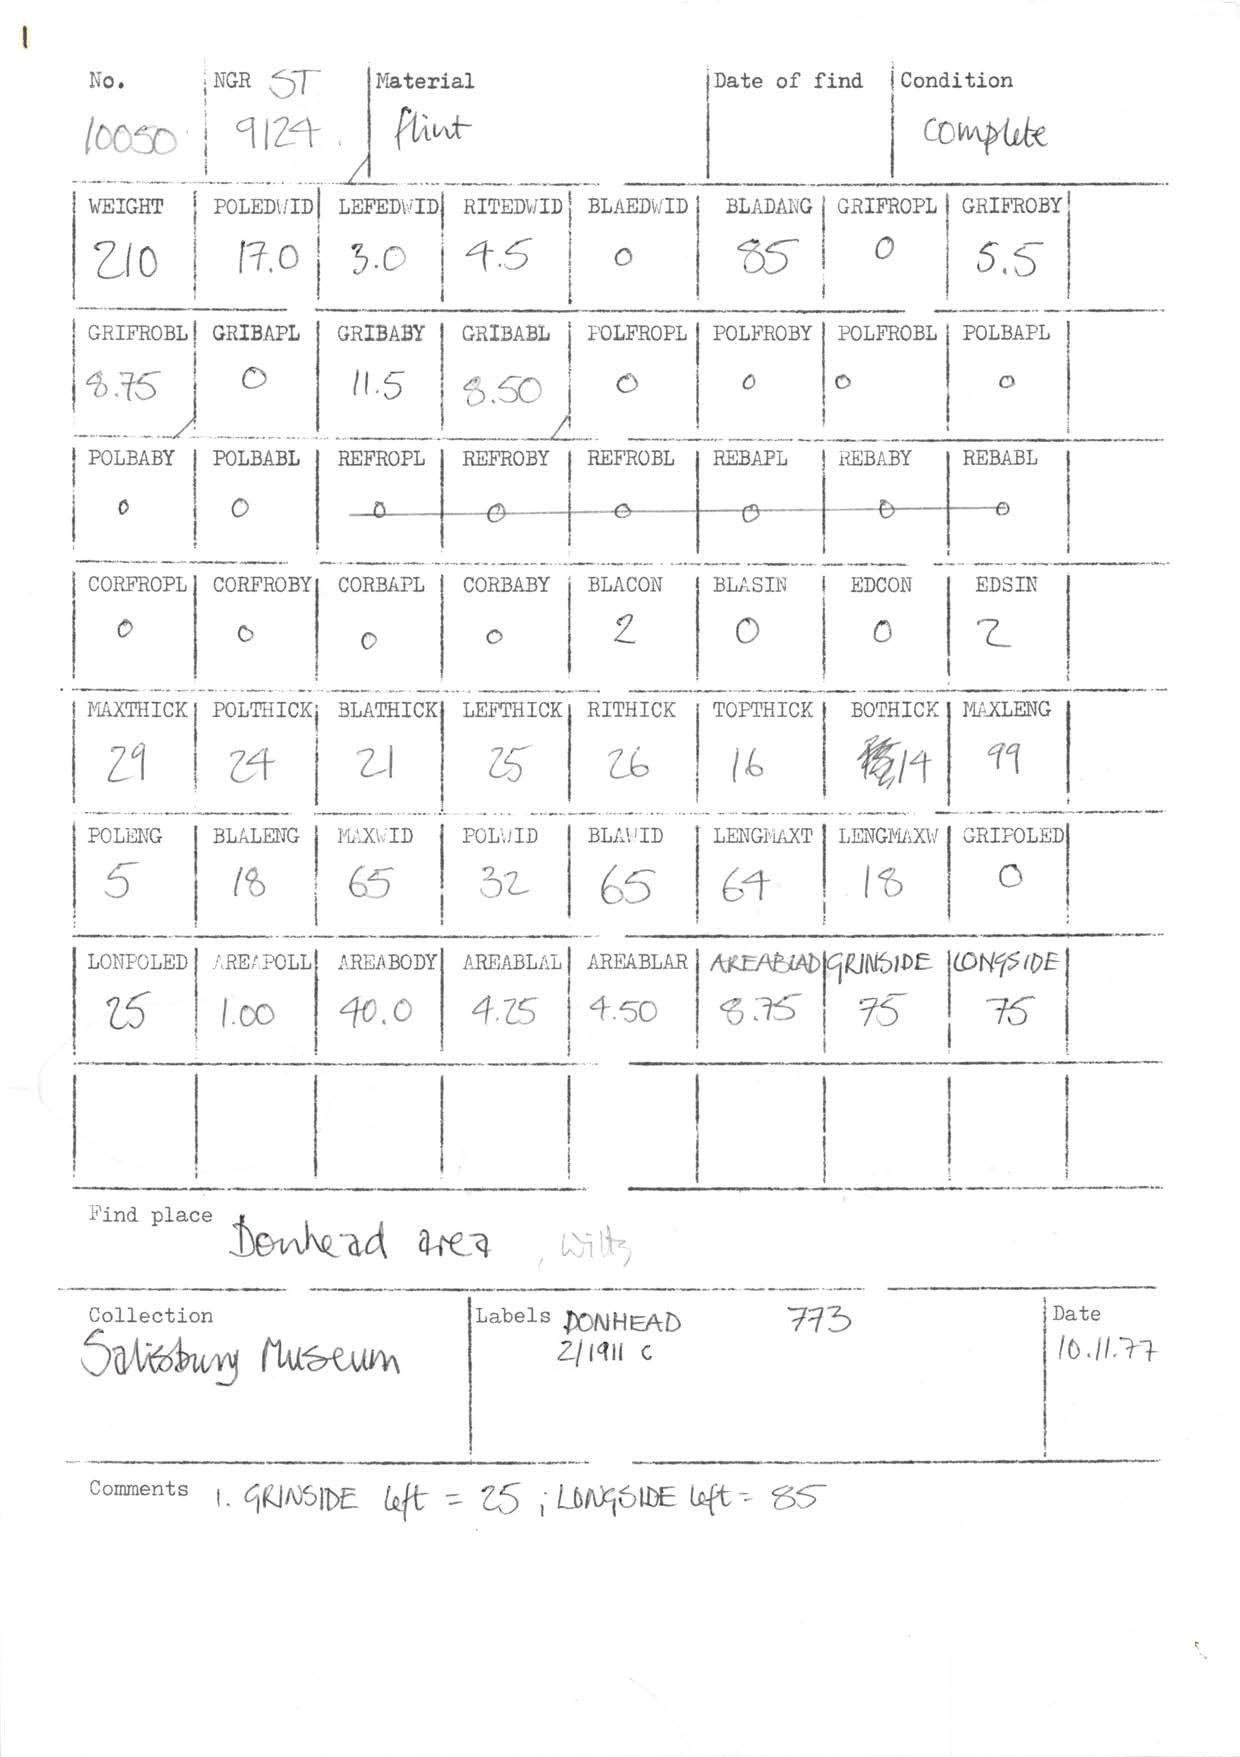 1
No. NGR ST Material Date of find Condition
10050 9124. flint complete
WEIGHT POLEDWID LEFEDWID RITEDWID BLAEDWID BLADANG GRIFROPL GRIFROBY
210 17.0 3.0 4.5 0 85 0 5.5
GRIFROBL GRIBAPL GRIBABY GRIBABL POLFROPL POLFROBY POLFROBL POLBAPL
8.75 0 11.5 8.50 0 0 0 0
POLBABY POLBABL REFROPL REFROBY REFROBL REBAPL REBABY REBABL
0 0 0 0 0 0 0 0
CORFROPL CORFROBY CORBAPL CORBABY BLACON BLASIN EDCON EDSIN
0 0 0 0 2 0 0 2
MAXTHICK POLTHICK BLATHICK LEFTHICK RITHICK TOPTHICK BOTHICK MAXLENG
29 24 21 25 26 16 14 99
POLENG BLALENG MAXWID POLWID BLAWID LENGMAXT LENGMAXW GRIPOLED
5 18 65 32 65 64 18 0
LONPOLED AREAPOLL AREABODY AREABLAL AREABLAR AREABLAD GRINSIDE LONGSIDE
25 1.00 40.0 4.25 4.50 8.75 75 75
Find place Donhead area, Wilts
Collection Labels DONHEAD 773 Date
Salisbury Museum 2/1911 c 10.11.77
Comments 1. GRINSIDE left = 25 ; LONGSIDE left = 85